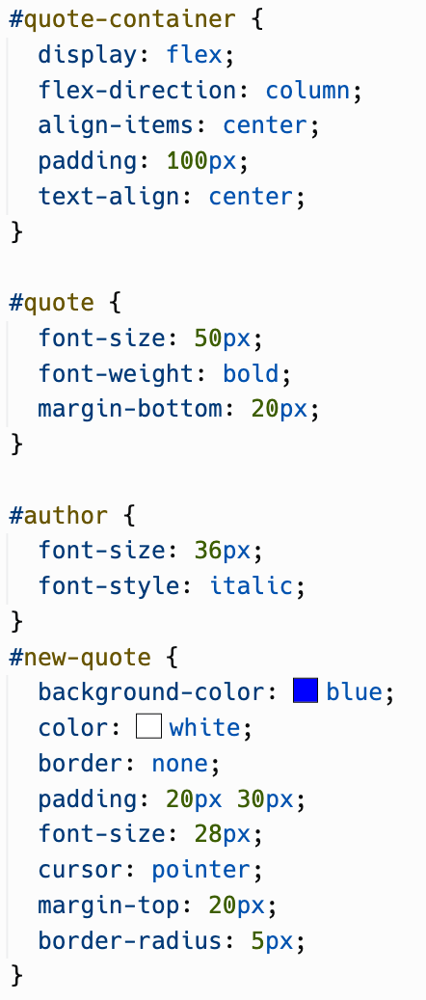 #quote-container {
  display: flex;
  flex-direction: column;
  align-items: center;
  padding: 100px;
  text-align: center;
}

#quote {
  font-size: 50px;
  font-weight: bold;
  margin-bottom: 20px;
}

#author {
  font-size: 36px;
  font-style: italic;
}
#new-quote {
  background-color: blue;
  color: white;
  border: none;
  padding: 20px 30px;
  font-size: 28px;
  cursor: pointer;
  margin-top: 20px;
  border-radius: 5px;
}